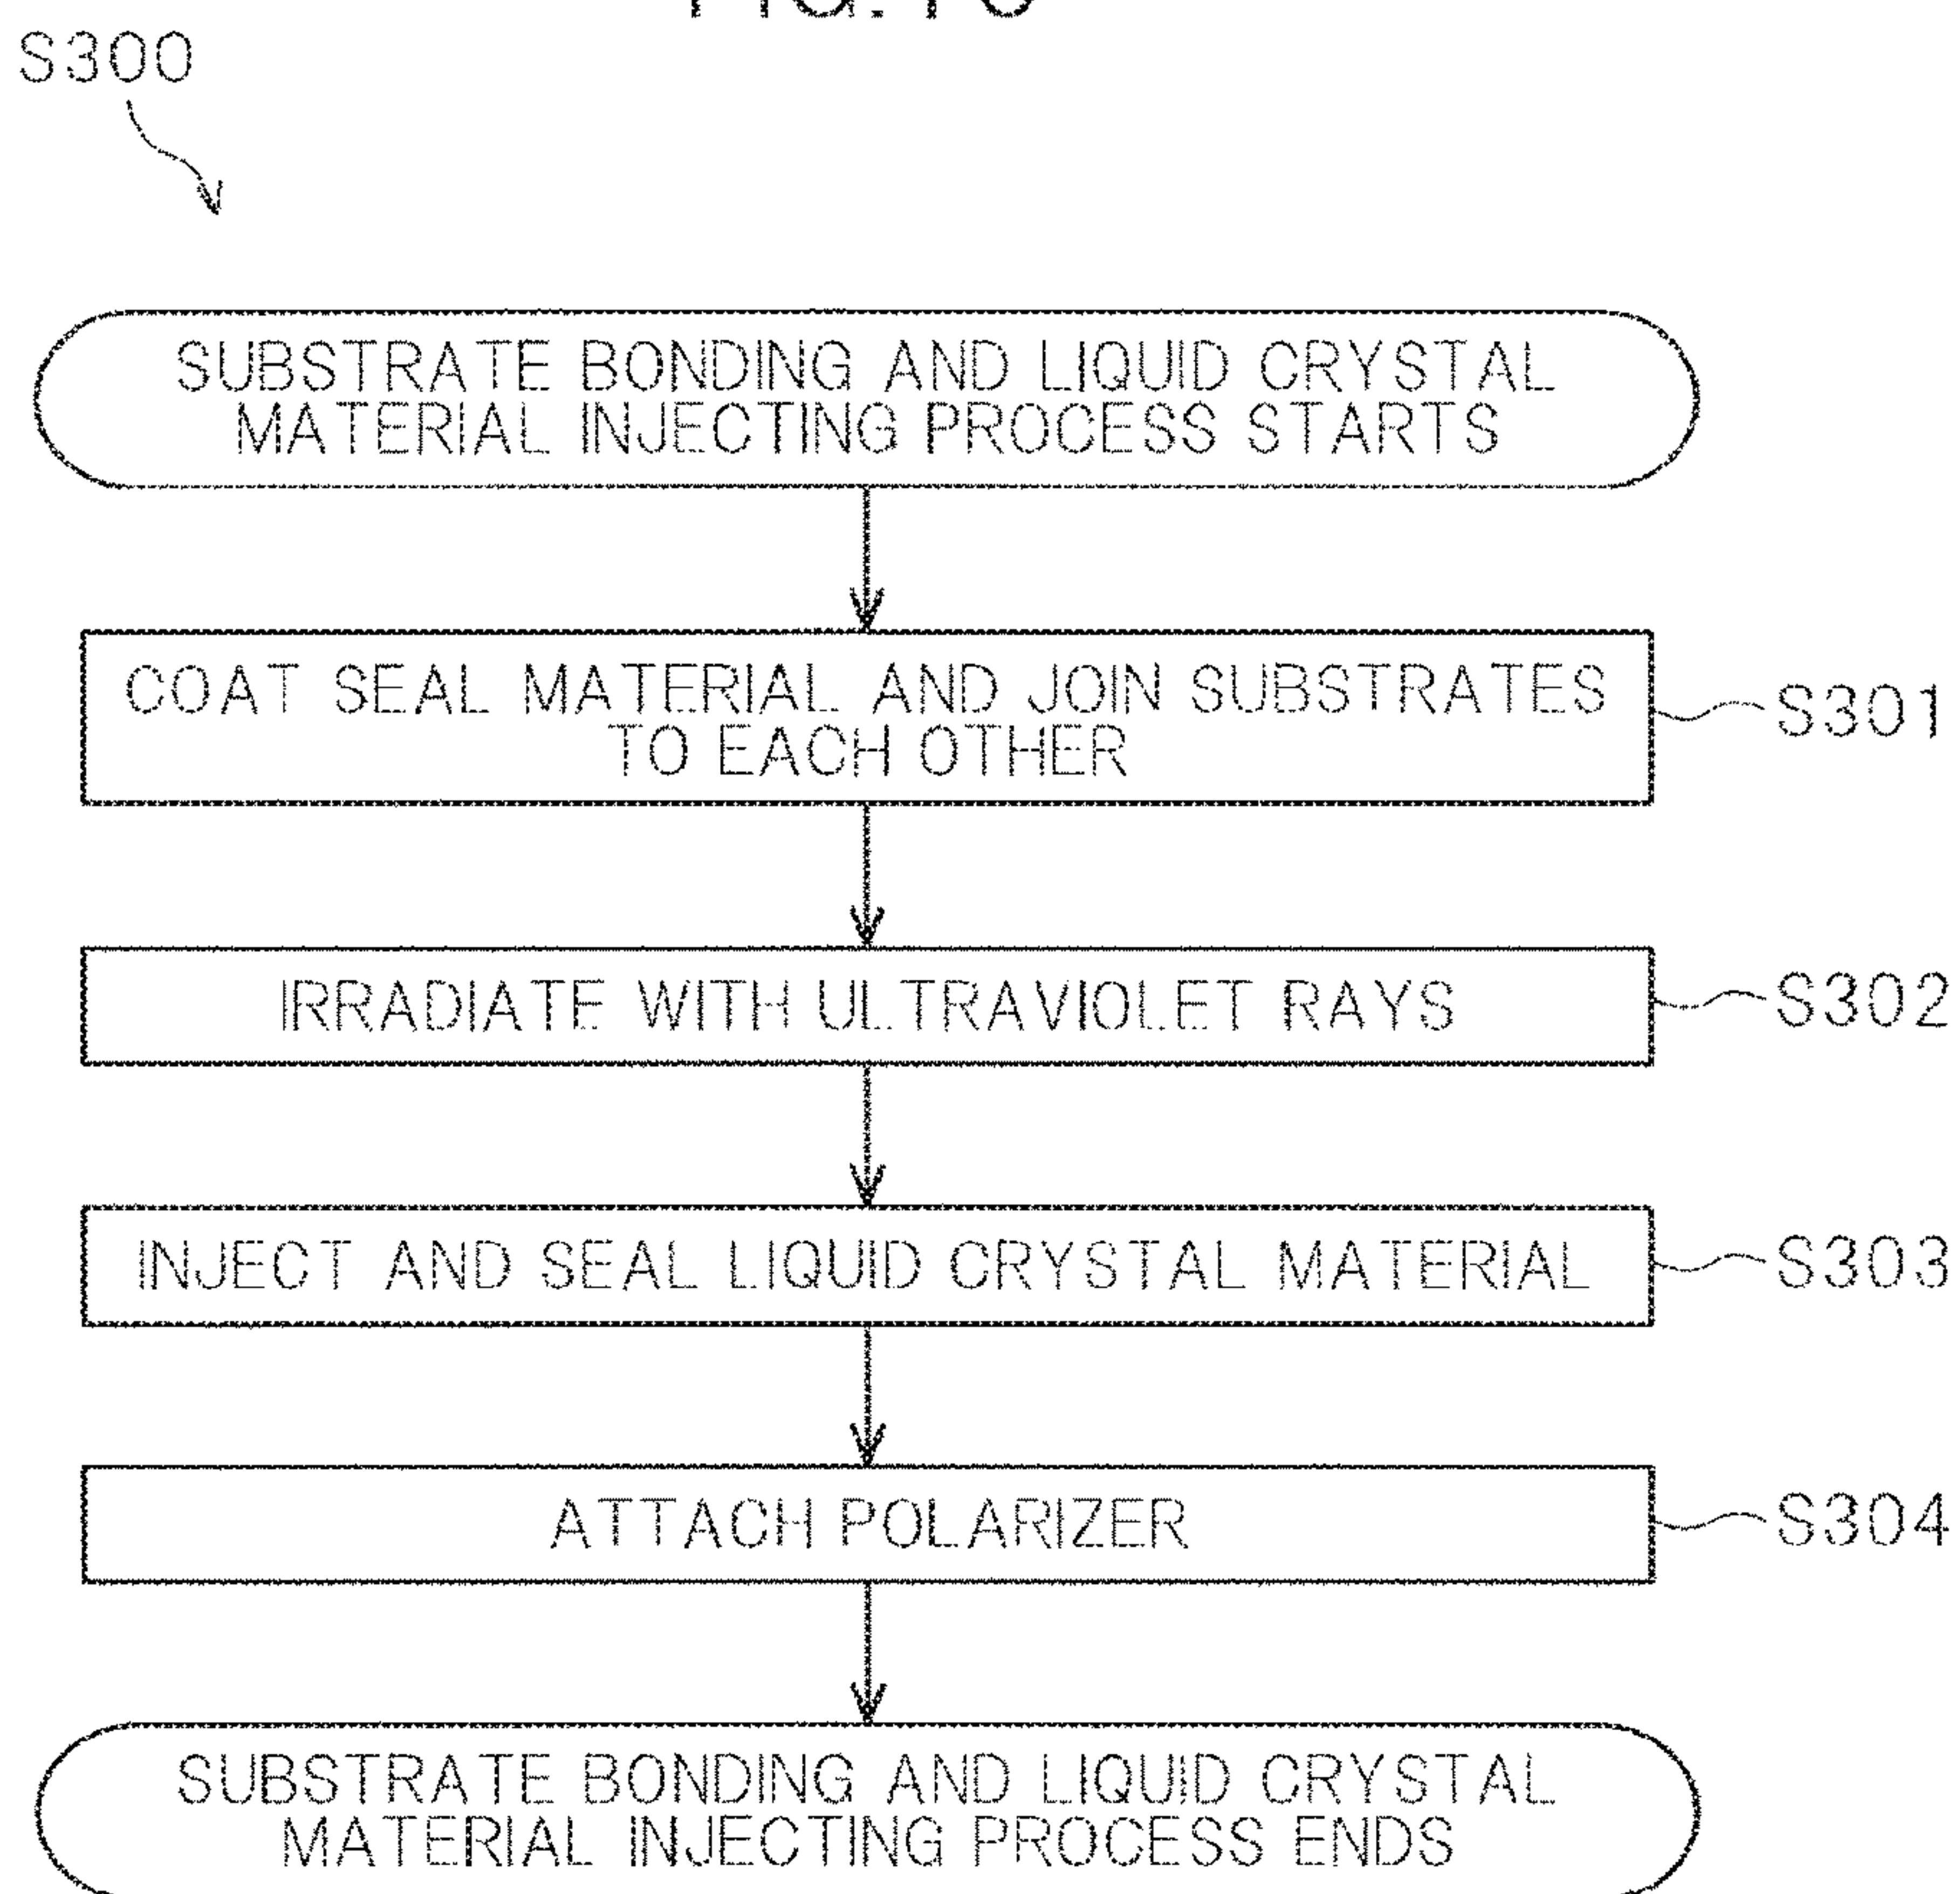 S300
SUBSTRATE BONDING AND LIQUID CRYSTAL
MATERIAL INJECTING PROCESS STARTS
COAT SEAL MATERIAL AND JOIN SUBSTRATES
TO EACH OTHER
S301
IRRADIATE WITH ULTRAVIOLET RAYS
S302
INJECT AND SEAL LIQUID CRYSTAL MATERIAL
S303
ATTACH POLARIZER
S304
SUBSTRATE BONDING AND LIQUID CRYSTAL
MATERIAL INJECTING PROCESS ENDS